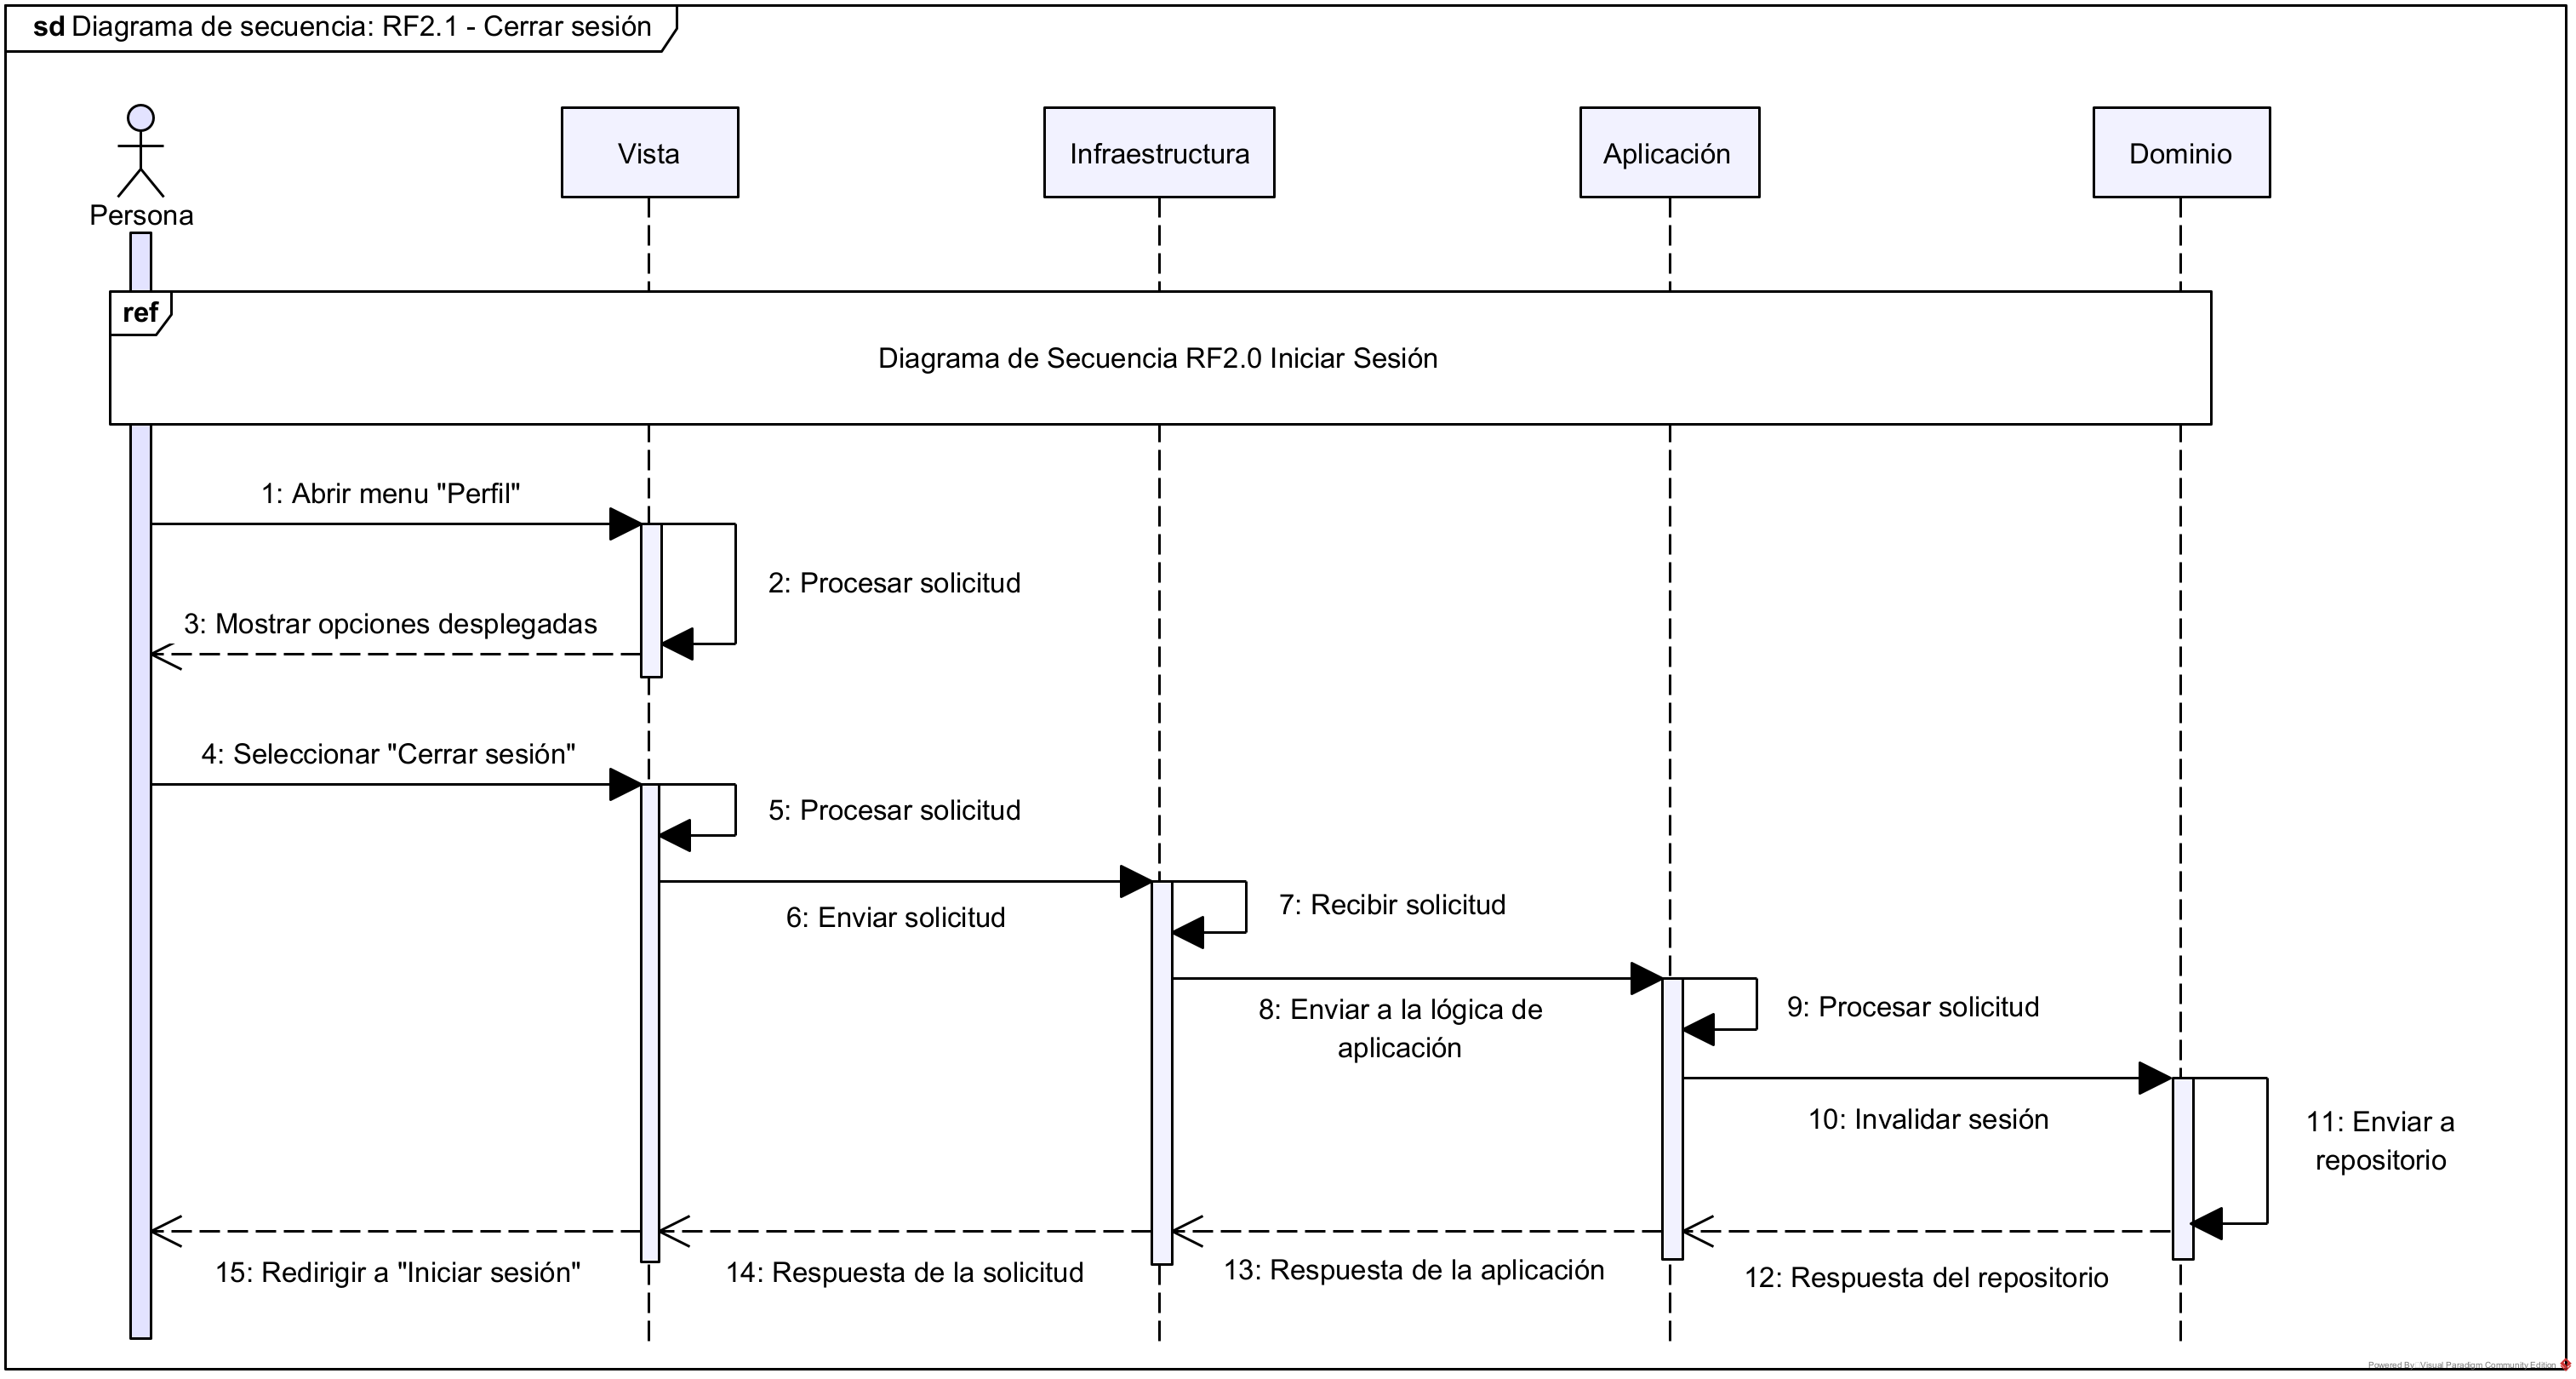 sd Diagrama de secuencia: RF2.1 - Cerrar sesión
Persona
Vista
Infraestructura
Aplicación
Dominio
ref
Diagrama de Secuencia RF2.0 Iniciar Sesión
1: Abrir menu "Perfil"
2: Procesar solicitud
3: Mostrar opciones desplegadas
4: Seleccionar "Cerrar sesión"
5: Procesar solicitud
6: Enviar solicitud
7: Recibir solicitud
8: Enviar a la lógica de
aplicación
9: Procesar solicitud
10: Invalidar sesión
11: Enviar a
repositorio
12: Respuesta del repositorio
13: Respuesta de la aplicación
14: Respuesta de la solicitud
15: Redirigir a "Iniciar sesión"
Powered By: Visual Paradigm Community Edition